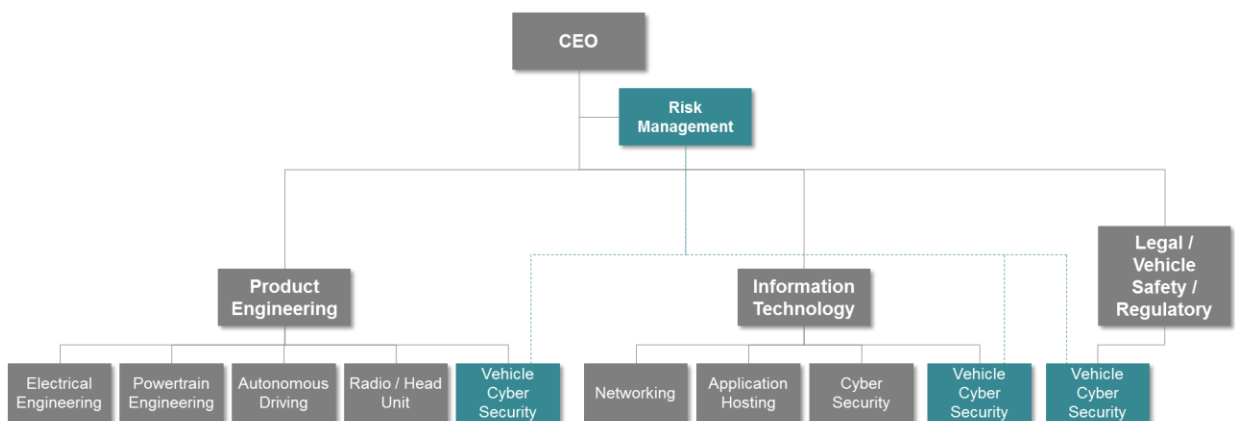 CEO
Risk
Management
Product
Engineering
Information
Technology
Legal /
Vehicle
Safety /
Regulatory
Electrical
Engineering
Powertrain
Engineering
Autonomous
Driving
Radio / Head
Unit
Vehicle
Cyber
Security
Networking
Application
Hosting
Cyber
Security
Vehicle
Cyber
Security
Vehicle
Cyber
Security